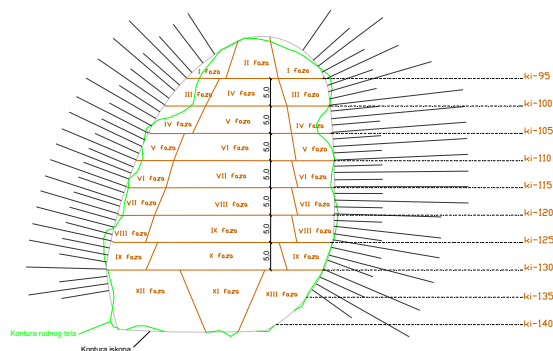 II faza
I faza
I faza
ki-95
III faza
IV faza
5.0
III faza
ki-100
IV faza
V faza
5.0
IV faza
ki-105
V faza
VI faza
5.0
V faza
ki-110
VI faza
VII faza
5.0
VI faza
ki-115
VII faza
VIII faza
5.0
VII faza
ki-120
VIII faza
IX faza
5.0
VIII faza
ki-125
IX faza
X faza
5.0
IX faza
ki-130
XII faza
XI faza
XIII faza
ki-135
ki-140
Kontura rudnog tela
Kontura iskopa